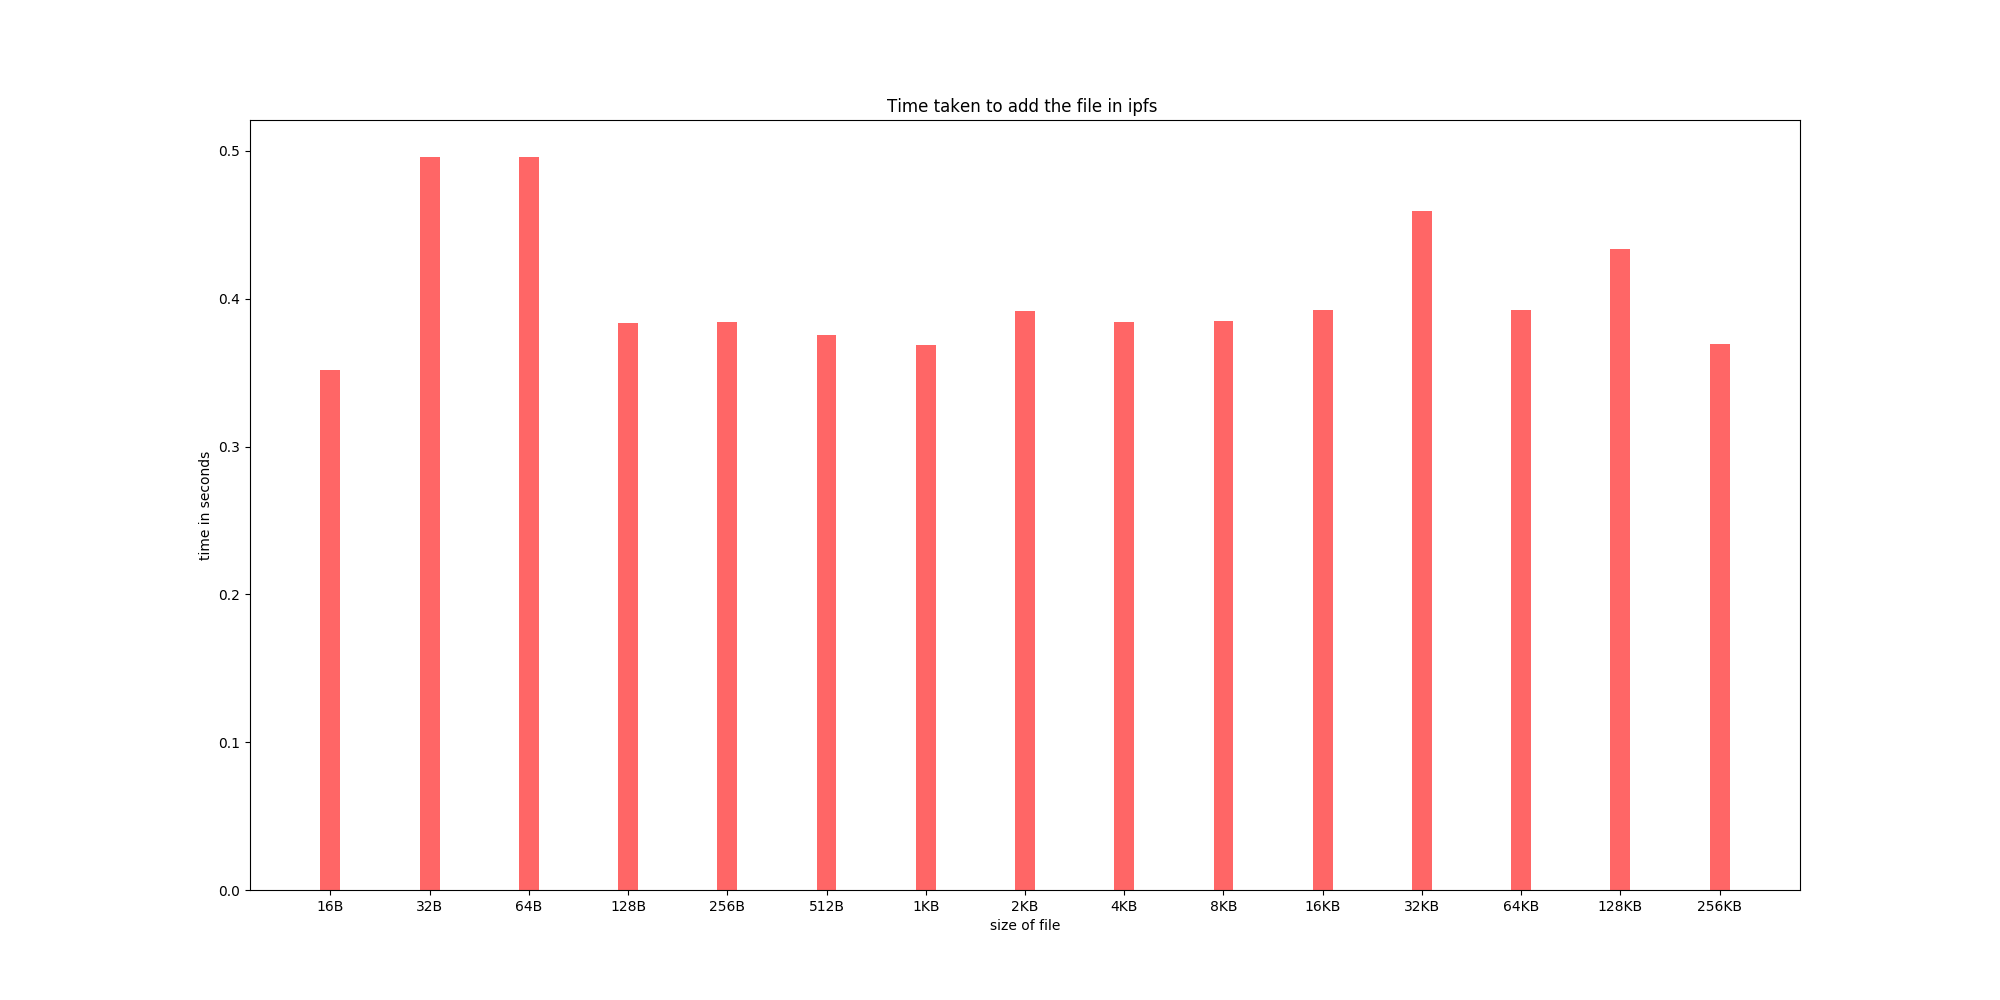 Time taken to add the file in ipfs
0.5
0.4
0.3
0.2
0.1
0.0
time in seconds
16B 32B 64B 128B 256B 512B 1KB 2KB 4KB 8KB 16KB 32KB 64KB 128KB 256KB
size of file